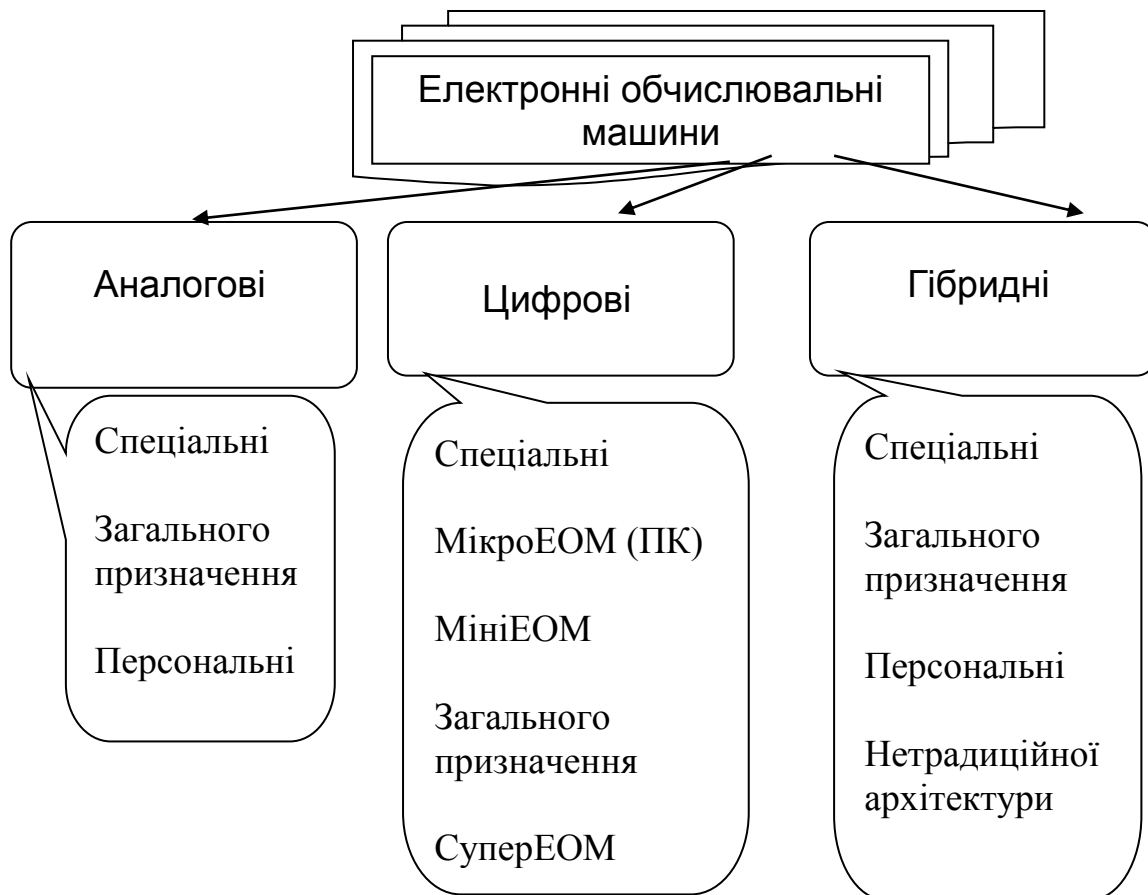 Електронні обчислювальні
машини
Аналогові
Цифрові
Гібридні
Спеціальні
Загального
призначення
Персональні
Спеціальні
МікроЕОМ (ПК)
МініЕОМ
Загального
призначення
СуперЕОМ
Спеціальні
Загального
призначення
Персональні
Нетрадиційної
архітектури